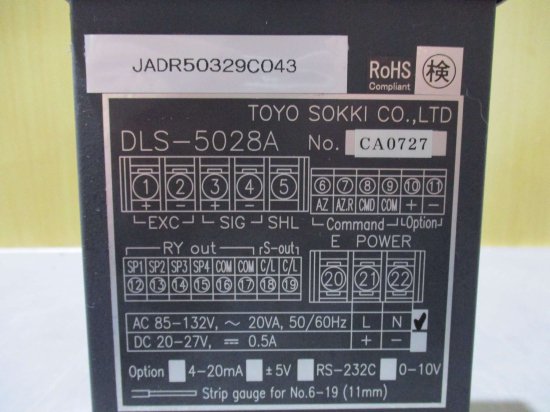 JADR50329C043
RoHS
Compliant
検
TOYO SOKKI CO.,LTD
DLS-5028A No. CA0727
1 2 3 4 5
+ - + -
EXC SIG SHL
6 7 8 9 10 11
AZ AZ.R CMD COM + -
Command Option
RY out S-out
SP1 SP2 SP3 SP4 COM COM C/L C/L
12 13 14 15 16 17 18 19
E POWER
20 21 22
AC 85-132V, ~ 20VA, 50/60Hz L N
DC 20-27V, ⎓ 0.5A + -
Option 4-20mA ±5V RS-232C 0-10V
Strip gauge for No.6-19 (11mm)